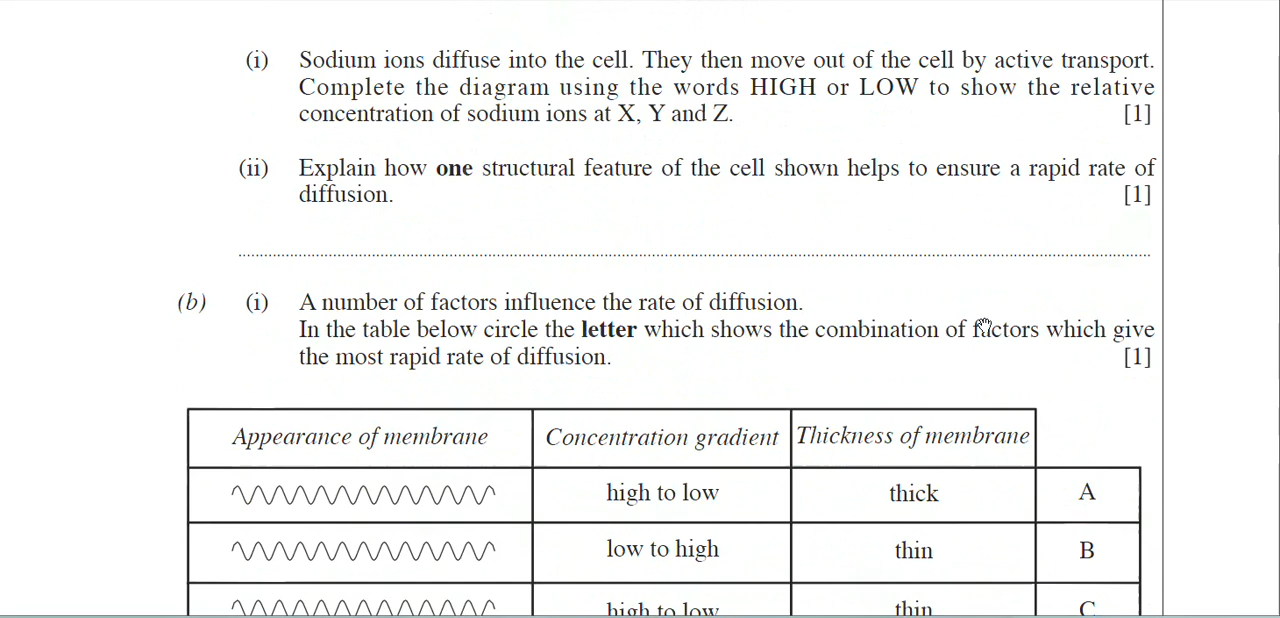 (i) Sodium ions diffuse into the cell. They then move out of the cell by active transport.
Complete the diagram using the words HIGH or LOW to show the relative
concentration of sodium ions at X, Y and Z. [1]
(ii) Explain how one structural feature of the cell shown helps to ensure a rapid rate of
diffusion. [1]
(b) (i) A number of factors influence the rate of diffusion.
In the table below circle the letter which shows the combination of factors which give
the most rapid rate of diffusion. [1]
Appearance of membrane Concentration gradient Thickness of membrane
high to low thick A
low to high thin B
high to low thin C